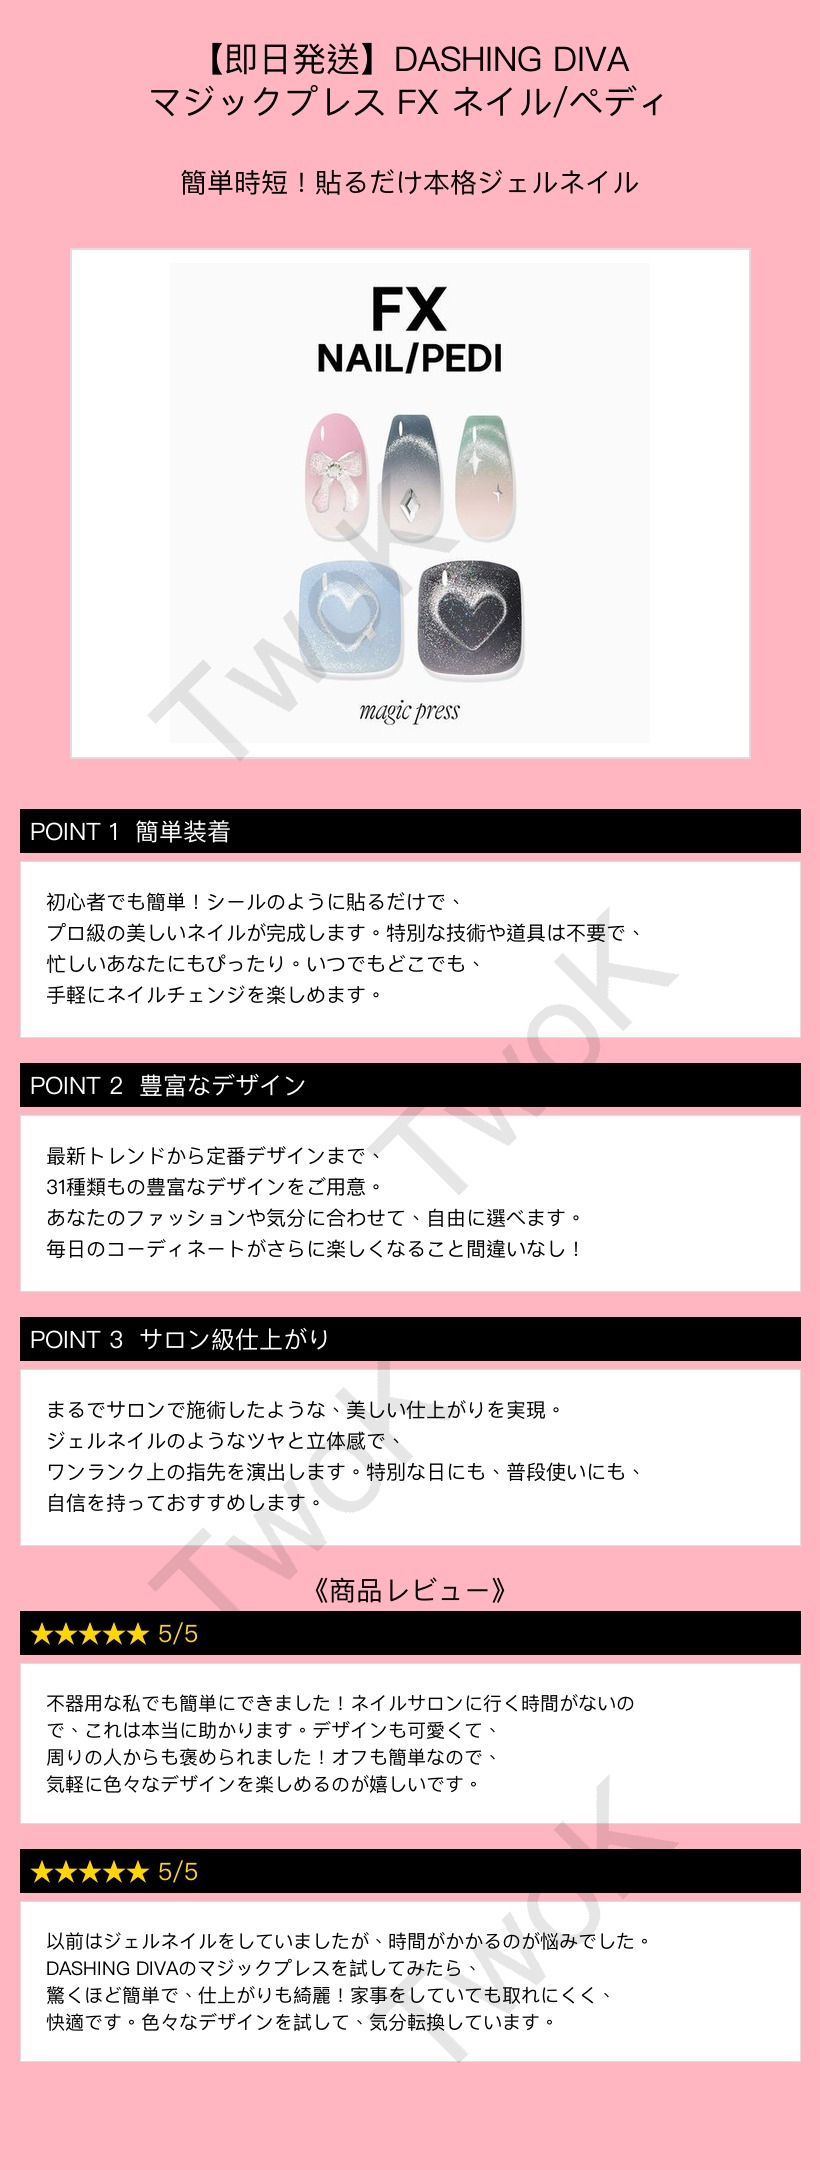 【即日発送】DASHING DIVA
マジックプレス FX ネイル/ペディ
簡単時短！貼るだけ本格ジェルネイル
FX
NAIL/PEDI
magic press
TwoK
POINT 1 簡単装着
初心者でも簡単！シールのように貼るだけで、
プロ級の美しいネイルが完成します。特別な技術や道具は不要で、
忙しいあなたにもぴったり。いつでもどこでも、
手軽にネイルチェンジを楽しめます。
TwoK
POINT 2 豊富なデザイン
最新トレンドから定番デザインまで、
31種類もの豊富なデザインをご用意。
あなたのファッションや気分に合わせて、自由に選べます。
毎日のコーディネートがさらに楽しくなること間違いなし！
POINT 3 サロン級仕上がり
まるでサロンで施術したような、美しい仕上がりを実現。
ジェルネイルのようなツヤと立体感で、
ワンランク上の指先を演出します。特別な日にも、普段使いにも、
自信を持っておすすめします。
TwoK
《商品レビュー》
★★★★★ 5/5
不器用な私でも簡単にできました！ネイルサロンに行く時間がないの
で、これは本当に助かります。デザインも可愛くて、
周りの人からも褒められました！オフも簡単なので、
気軽に色々なデザインを楽しめるのが嬉しいです。
★★★★★ 5/5
以前はジェルネイルをしていましたが、時間がかかるのが悩みでした。
DASHING DIVAのマジックプレスを試してみたら、
驚くほど簡単で、仕上がりも綺麗！家事をしていても取れにくく、
快適です。色々なデザインを試して、気分転換しています。
TwoK